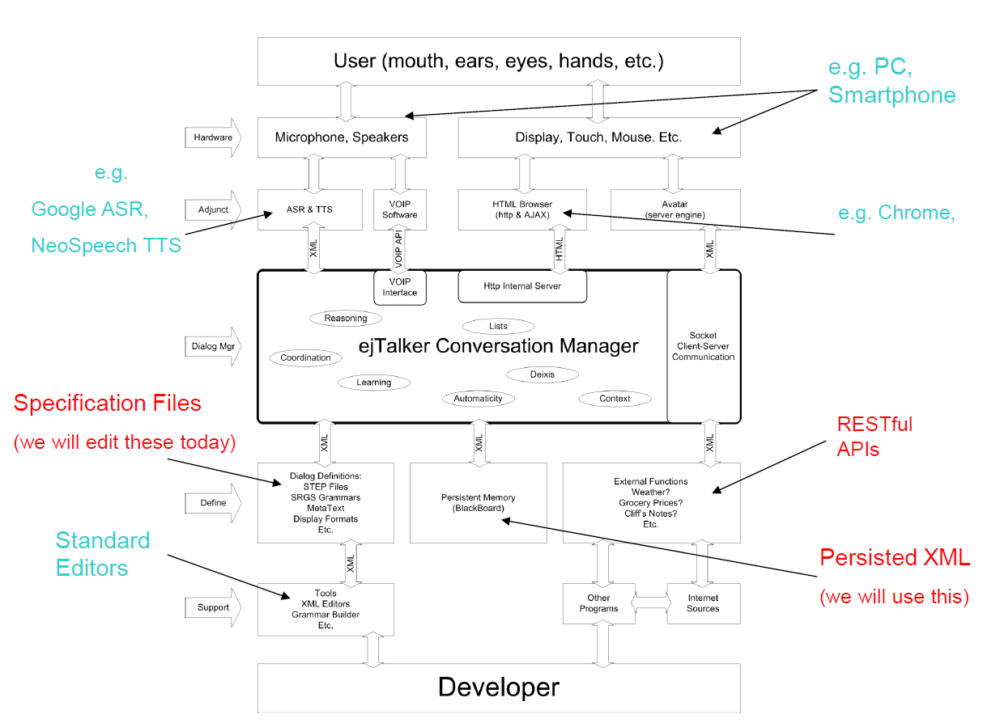 User (mouth, ears, eyes, hands, etc.)
e.g. PC,
Smartphone
Hardware
Microphone, Speakers
Display, Touch, Mouse. Etc.
e.g.
Google ASR,
NeoSpeech TTS
Adjunct
ASR & TTS
VOIP
Software
HTML Browser
(http & AJAX)
Avatar
(server engine)
e.g. Chrome,
XML
VOIP API
HTML
XML
VOIP
Interface
Http Internal Server
Reasoning
Lists
Dialog Mgr
ejTalker Conversation Manager
Coordination
Learning
Deixis
Automaticity
Context
Socket
Client-Server
Communication
Specification Files
(we will edit these today)
RESTful
APIs
XML
XML
XML
Define
Dialog Definitions:
STEP Files
SRGS Grammars
MetaText
Display Formats
Etc.
Persistent Memory
(BlackBoard)
External Functions
Weather?
Grocery Prices?
Cliff's Notes?
Etc.
Standard
Editors
XML
Persisted XML
(we will use this)
Support
Tools
XML Editors
Grammar Builder
Etc.
Other
Programs
Internet
Sources
Developer